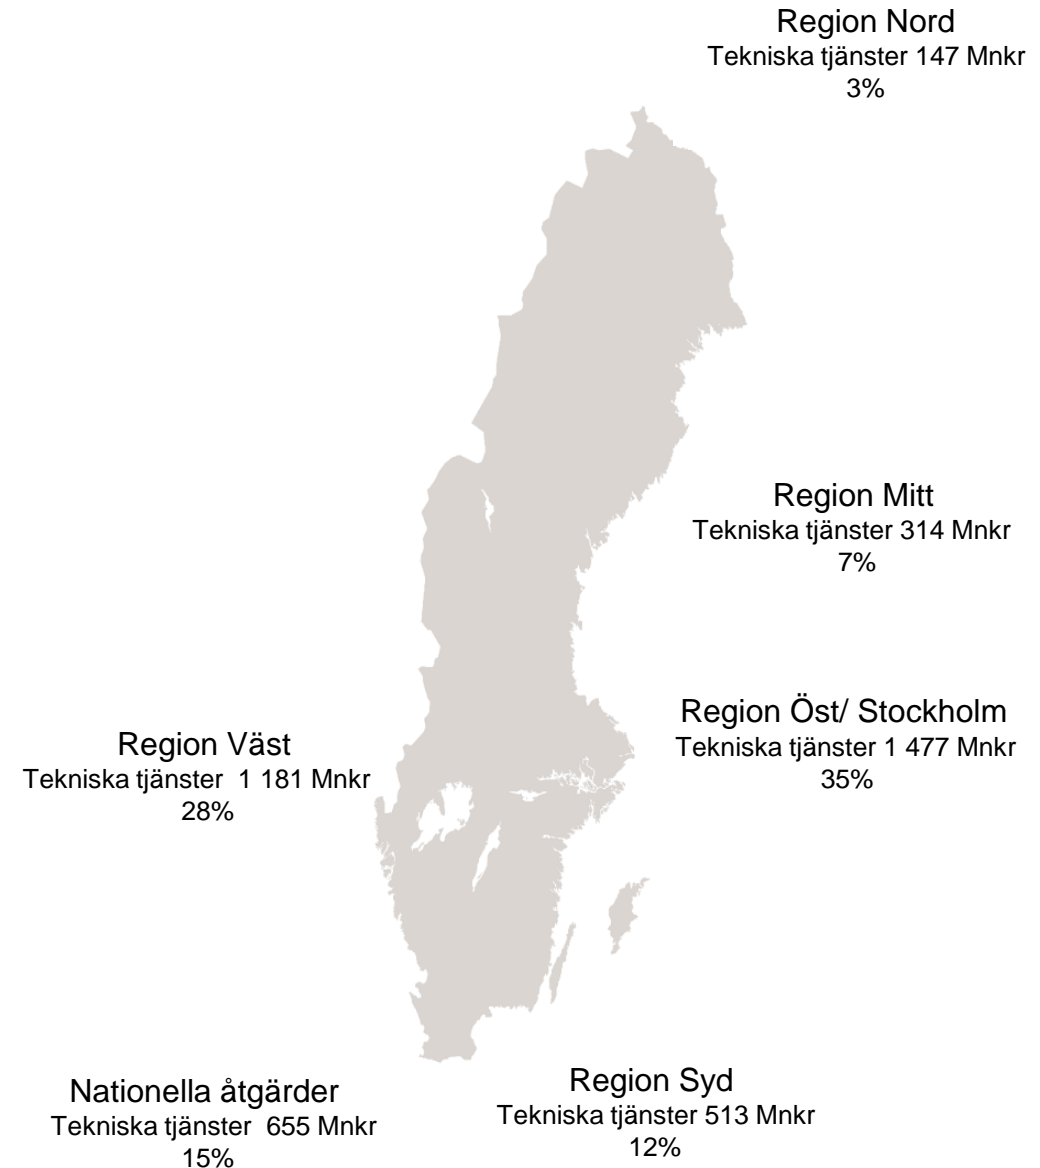 Region Nord
Tekniska tjänster 147 Mnkr
3%
Region Mitt
Tekniska tjänster 314 Mnkr
7%
Region Öst/ Stockholm
Tekniska tjänster 1 477 Mnkr
35%
Region Väst
Tekniska tjänster  1 181 Mnkr
28%
Region Syd
Tekniska tjänster 513 Mnkr
12%
Nationella åtgärder
Tekniska tjänster  655 Mnkr
15%